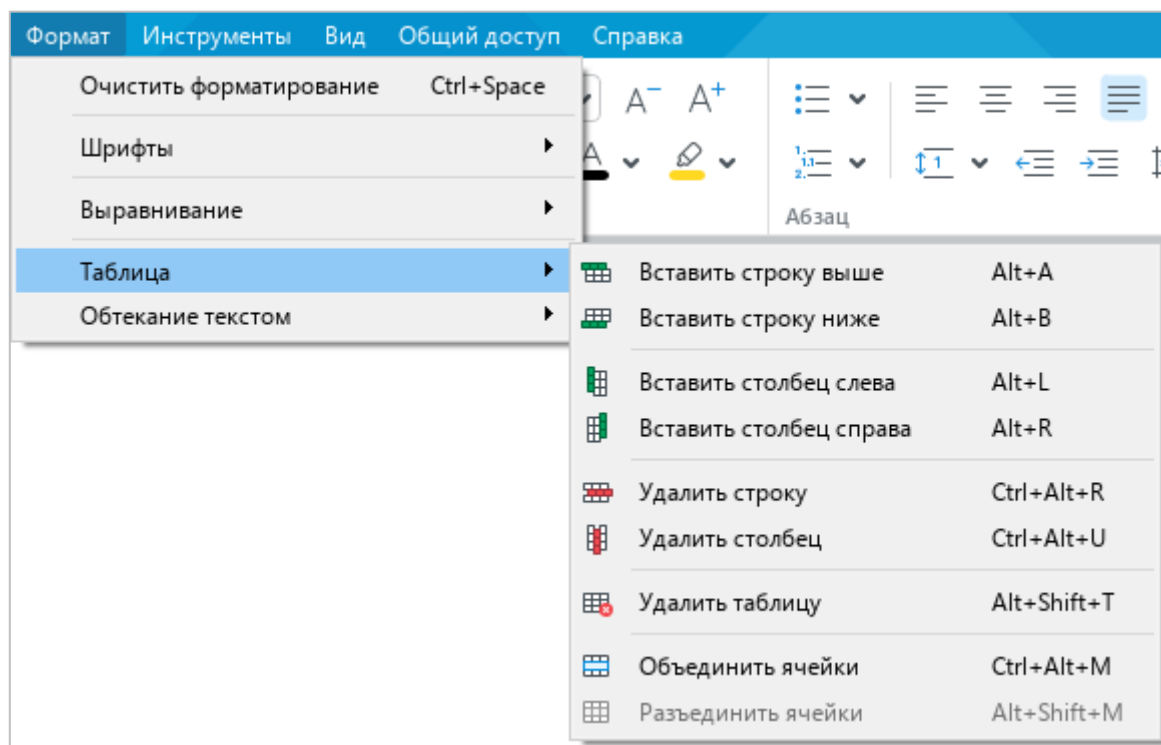 Формат Инструменты Вид Общий доступ Справка
Очистить форматирование Ctrl+Space
Шрифты
Выравнивание
Абзац
Таблица
Обтекание текстом
Вставить строку выше Alt+A
Вставить строку ниже Alt+B
Вставить столбец слева Alt+L
Вставить столбец справа Alt+R
Удалить строку Ctrl+Alt+R
Удалить столбец Ctrl+Alt+U
Удалить таблицу Alt+Shift+T
Объединить ячейки Ctrl+Alt+M
Разъединить ячейки Alt+Shift+M